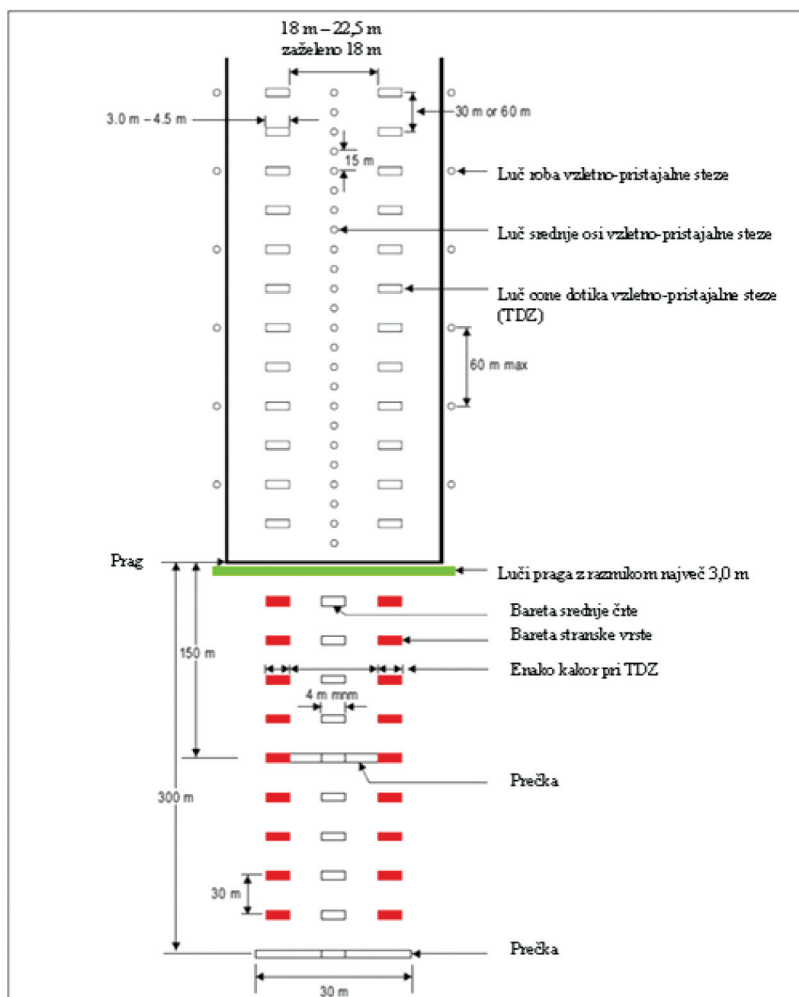 18 m – 22,5 m
zaželeno 18 m
3.0 m – 4.5 m
30 m or 60 m
15 m
Luč roba vzletno-pristajalne steze
Luč srednje osi vzletno-pristajalne steze
Luč cone dotika vzletno-pristajalne steze
(TDZ)
60 m max
Prag
Luči praga z razmikom največ 3,0 m
Bareta srednje črte
Bareta stranske vrste
150 m
Enako kakor pri TDZ
4 m mnm
Prečka
300 m
30 m
Prečka
30 m